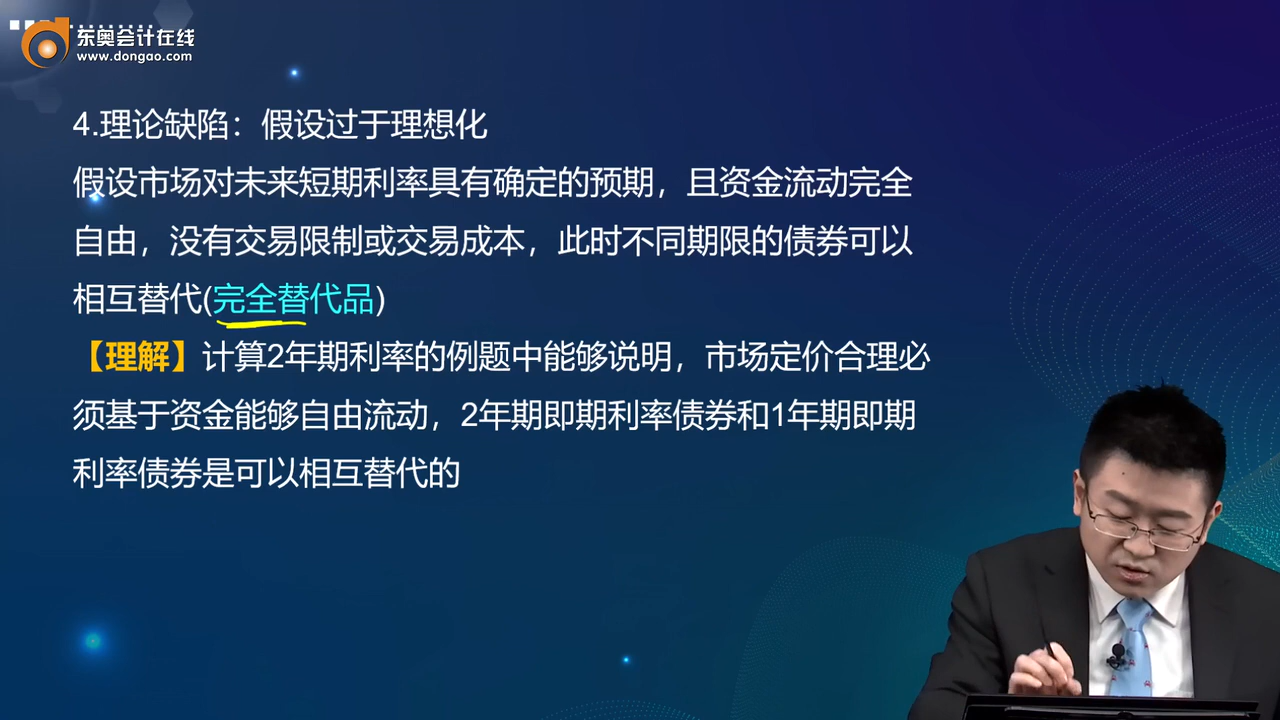 东奥会计在线
www.dongao.com
4.理论缺陷：假设过于理想化
假设市场对未来短期利率具有确定的预期，且资金流动完全
自由，没有交易限制或交易成本，此时不同期限的债券可以
相互替代(完全替代品)
【理解】计算2年期利率的例题中能够说明，市场定价合理必
须基于资金能够自由流动，2年期即期利率债券和1年期即期
利率债券是可以相互替代的